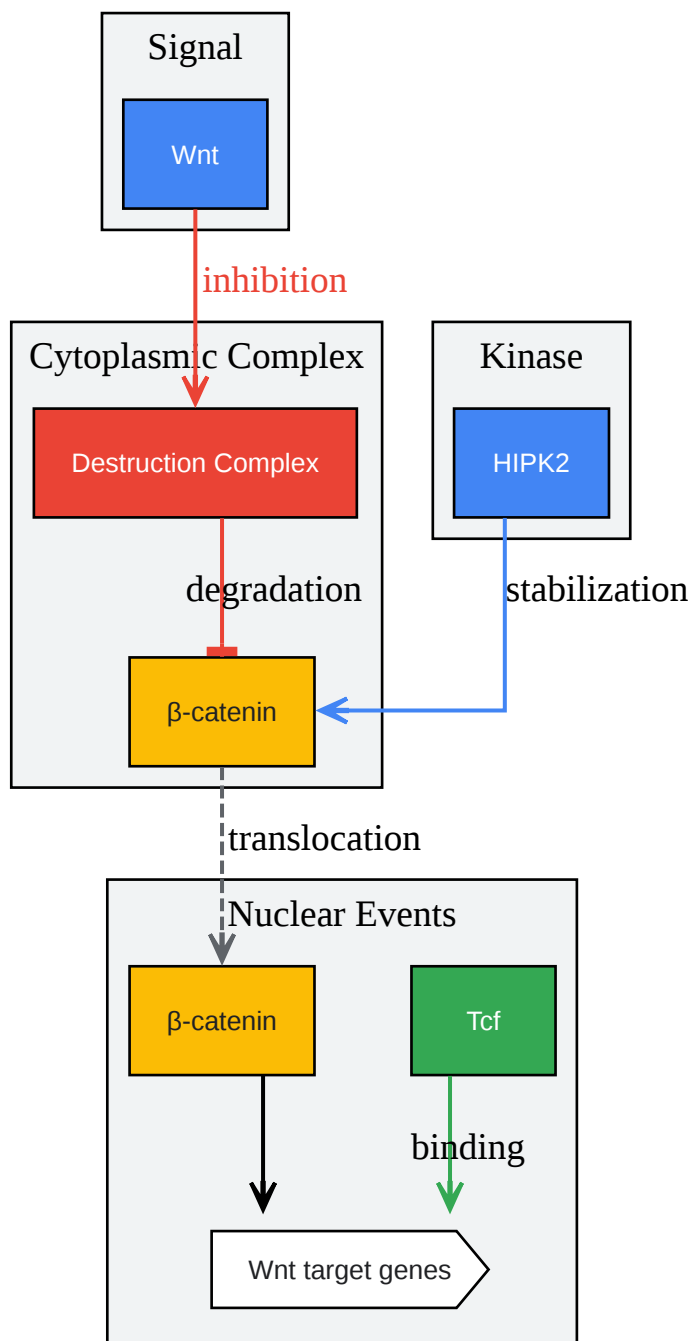 Signal
Wnt
inhibition
Cytoplasmic Complex
Kinase
Destruction Complex
HIPK2
degradation
stabilization
β-catenin
translocation
Nuclear Events
β-catenin
Tcf
binding
Wnt target genes